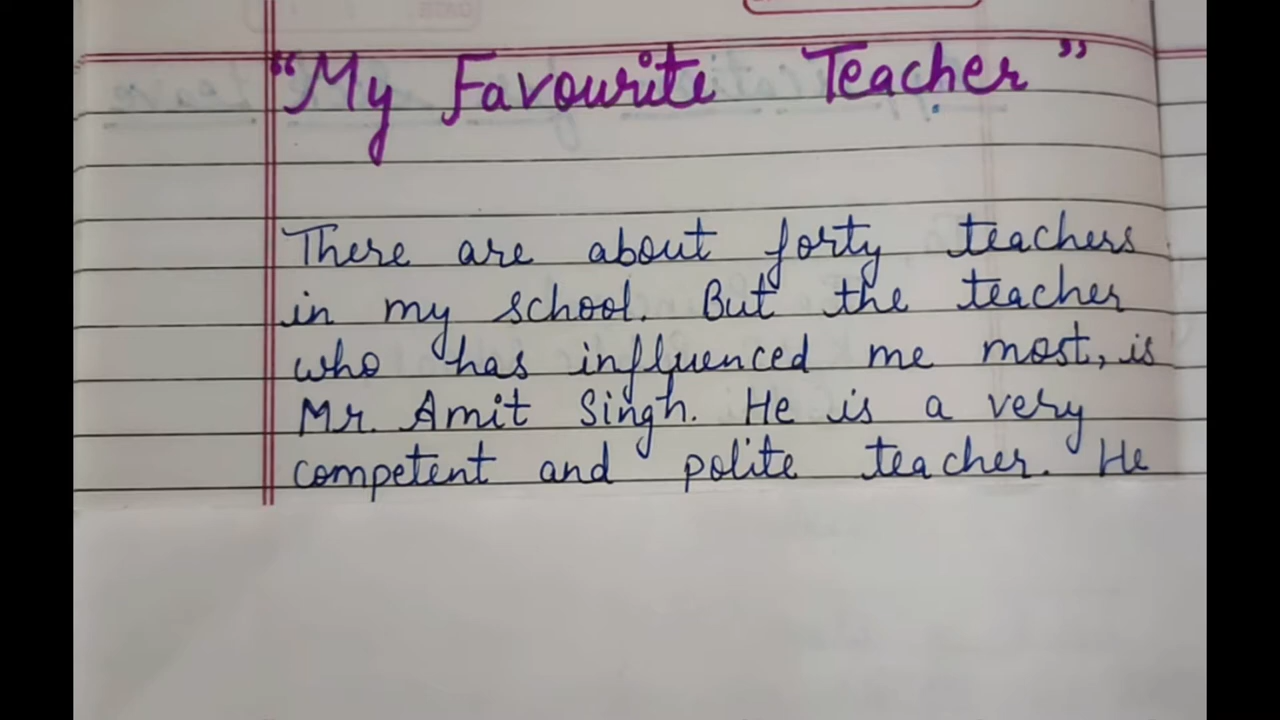 "My Favourite Teacher"
There are about forty teachers
in my school. But the teacher
who has influenced me most, is
Mr. Amit Singh. He is a very
competent and polite teacher. He